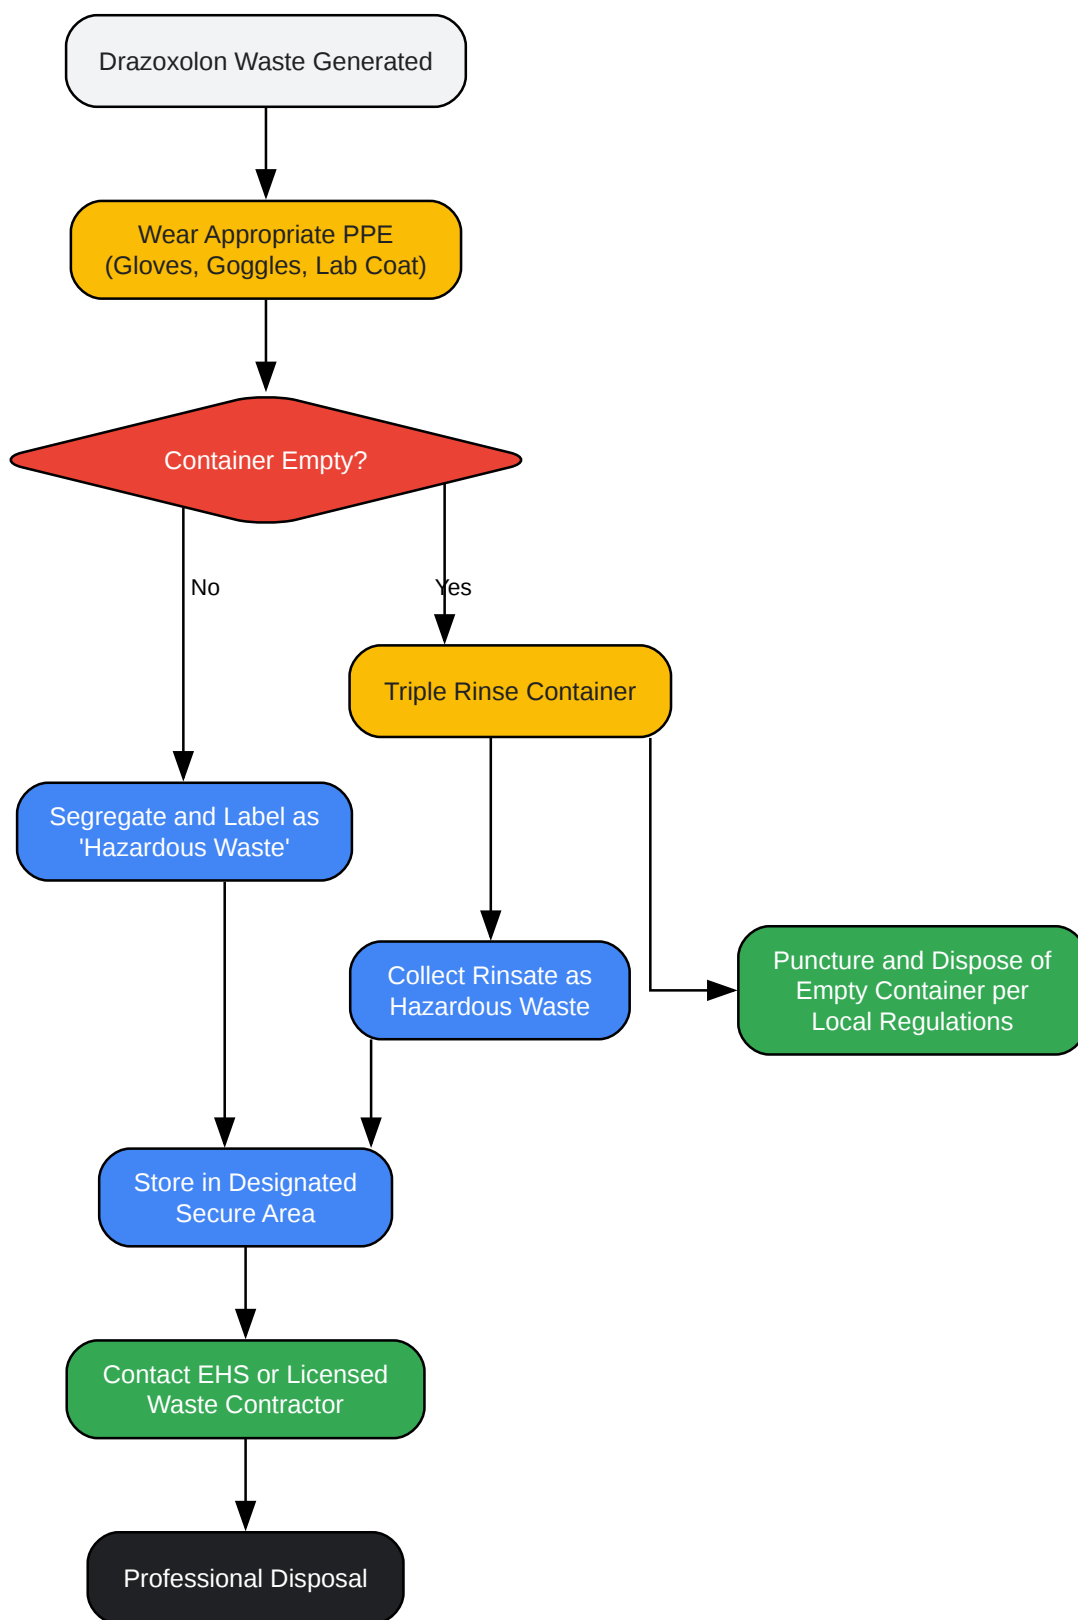 Drazoxolon Waste Generated
Wear Appropriate PPE
(Gloves, Goggles, Lab Coat)
Container Empty?
No
Yes
Triple Rinse Container
Segregate and Label as
'Hazardous Waste'
Collect Rinsate as
Hazardous Waste
Puncture and Dispose of
Empty Container per
Local Regulations
Store in Designated
Secure Area
Contact EHS or Licensed
Waste Contractor
Professional Disposal